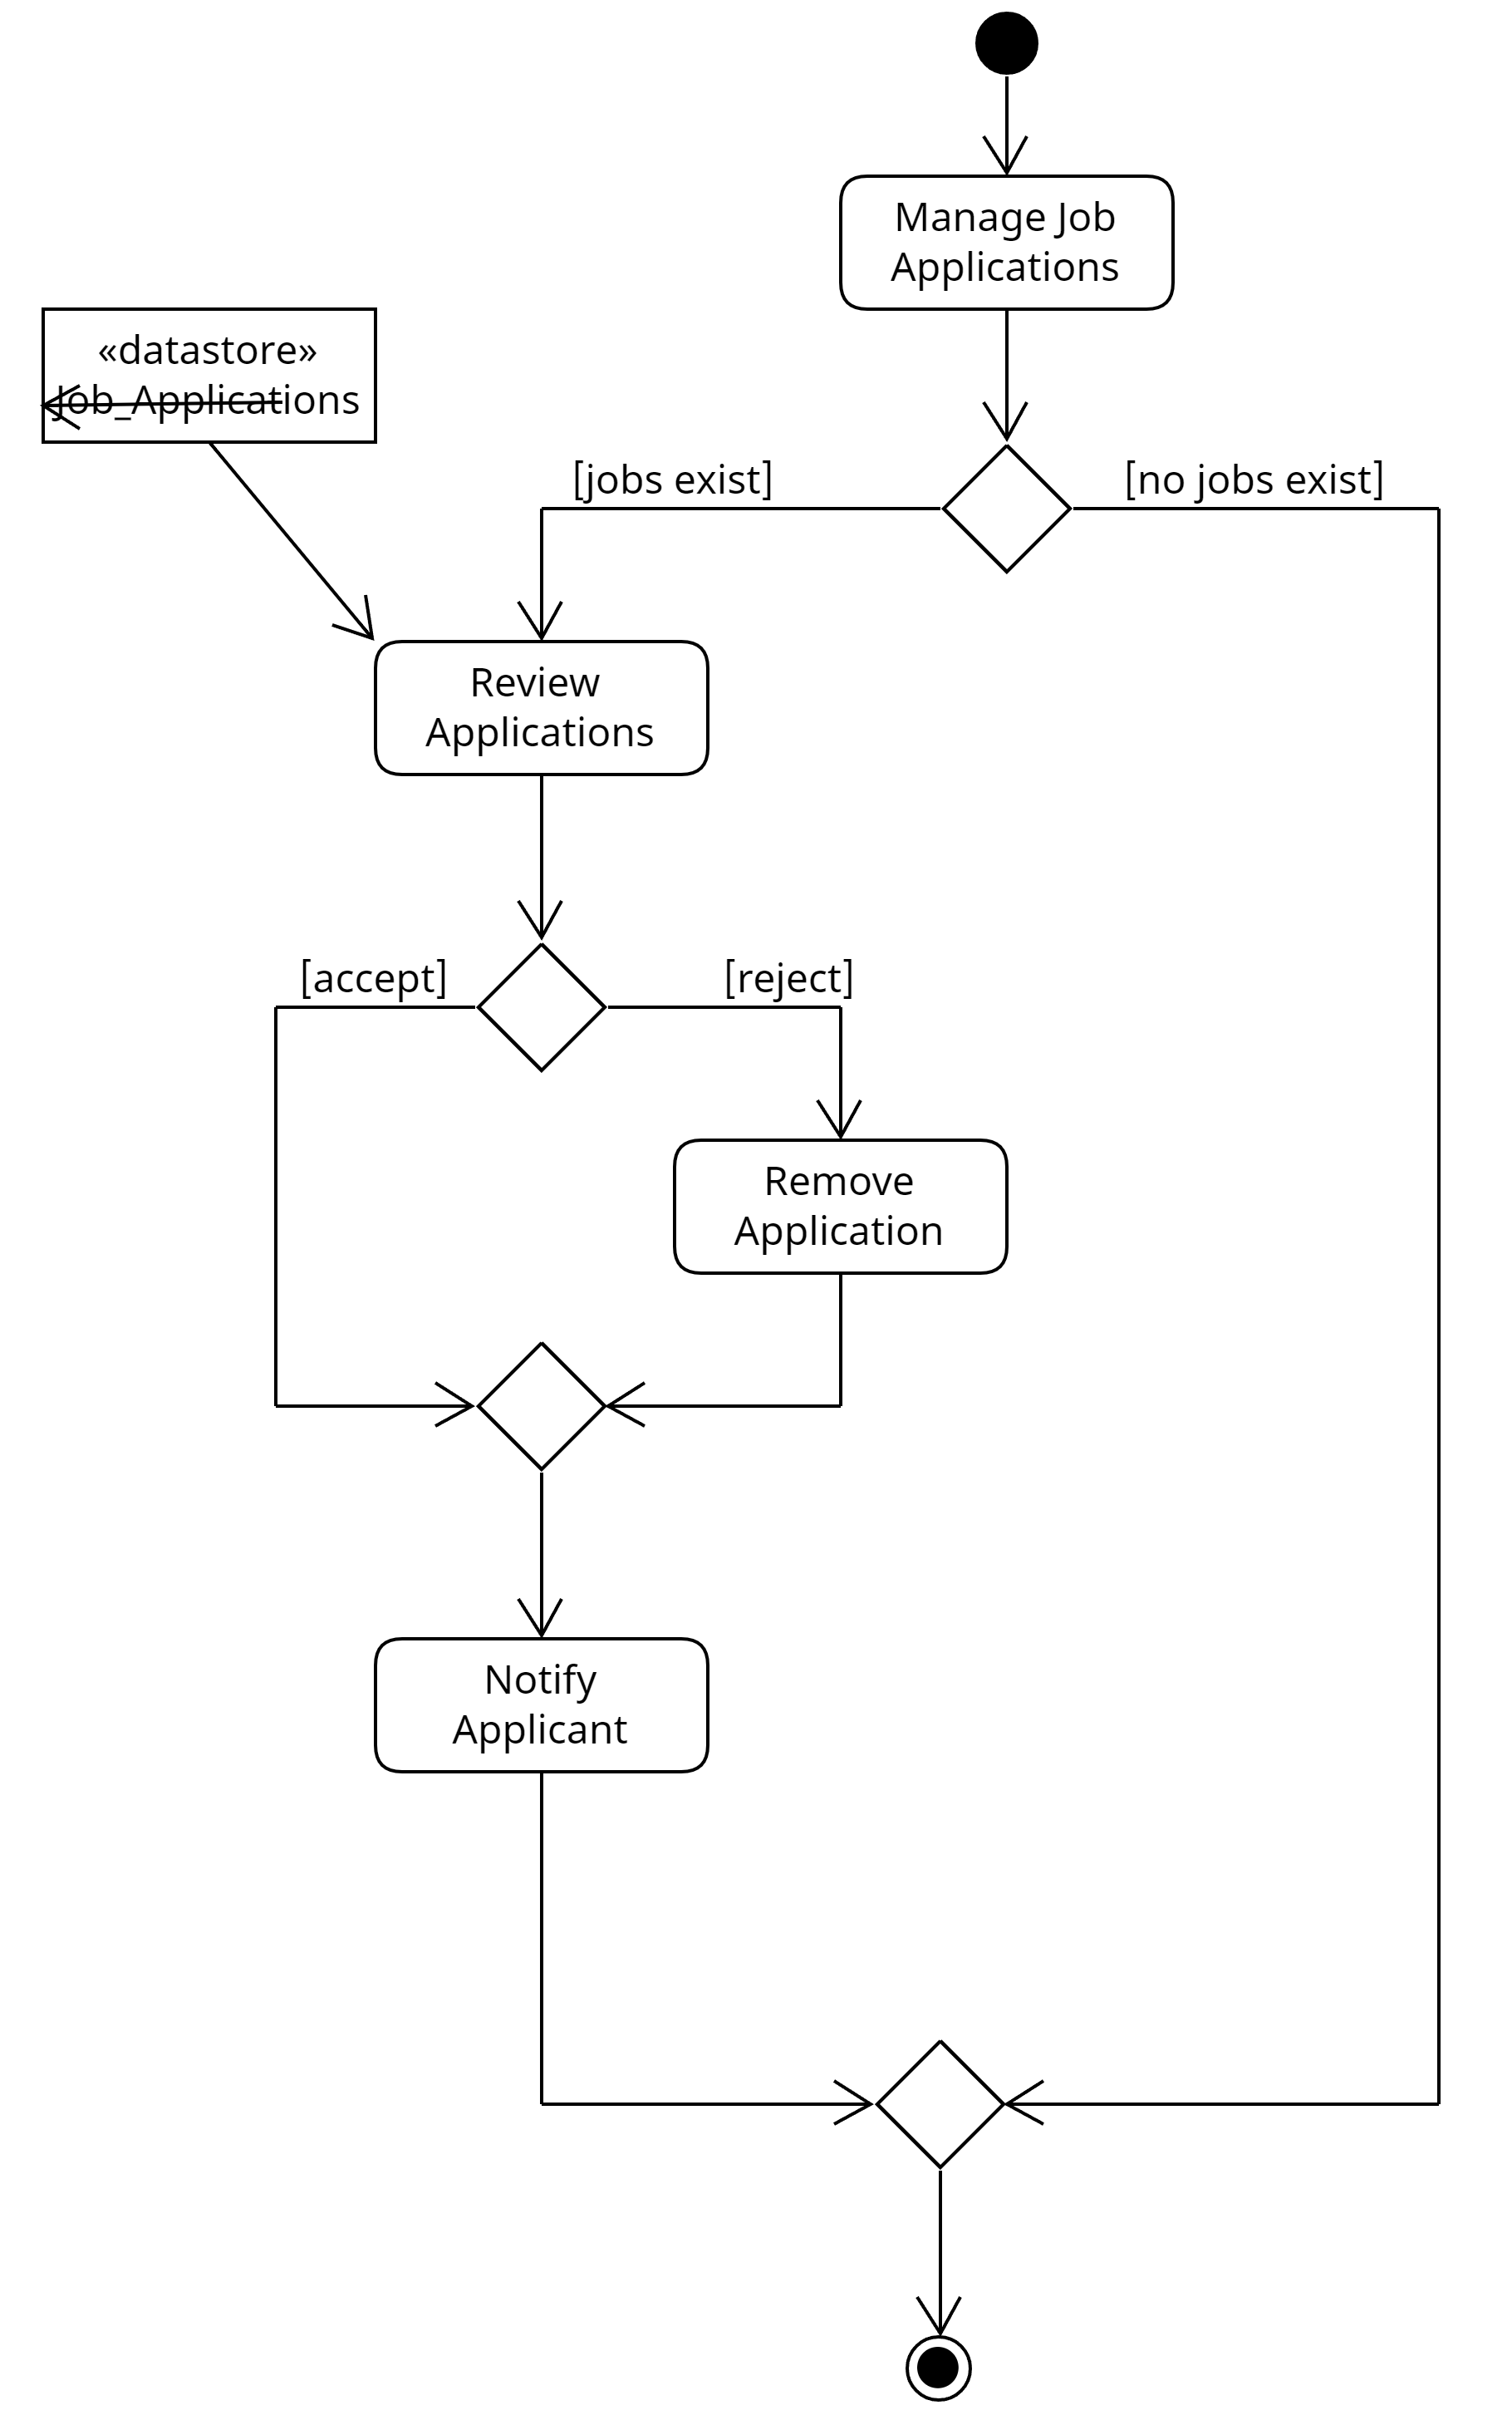 Manage Job
Applications
«datastore»
Job_Applications
[jobs exist]
[no jobs exist]
Review
Applications
[accept]
[reject]
Remove
Application
Notify
Applicant